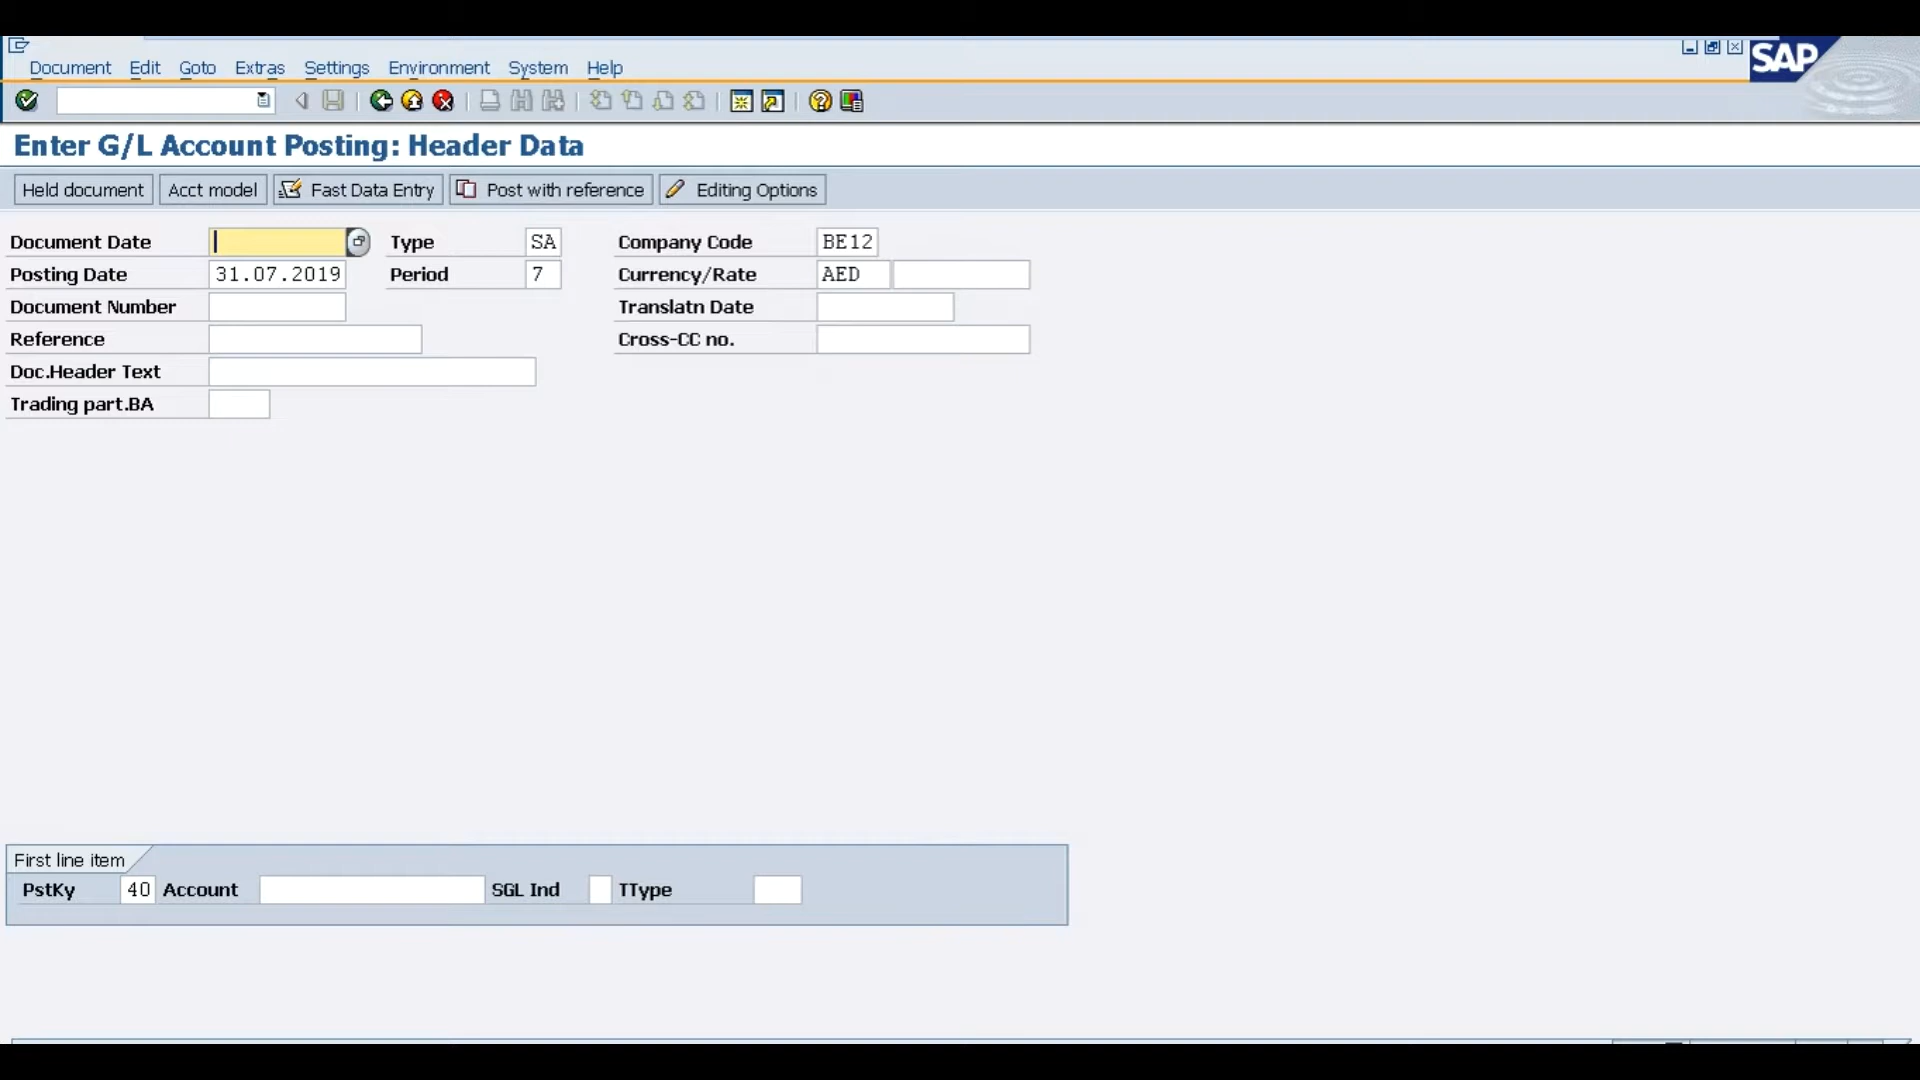 SAP
Document Edit Goto Extras Settings Environment System Help
Enter G/L Account Posting: Header Data
Held document Acct model Fast Data Entry Post with reference Editing Options
Document Date Type SA Company Code BE12
Posting Date 31.07.2019 Period 7 Currency/Rate AED
Document Number Translatn Date
Reference Cross-CC no.
Doc.Header Text
Trading part.BA
First line item
PstKy 40 Account SGL Ind TType